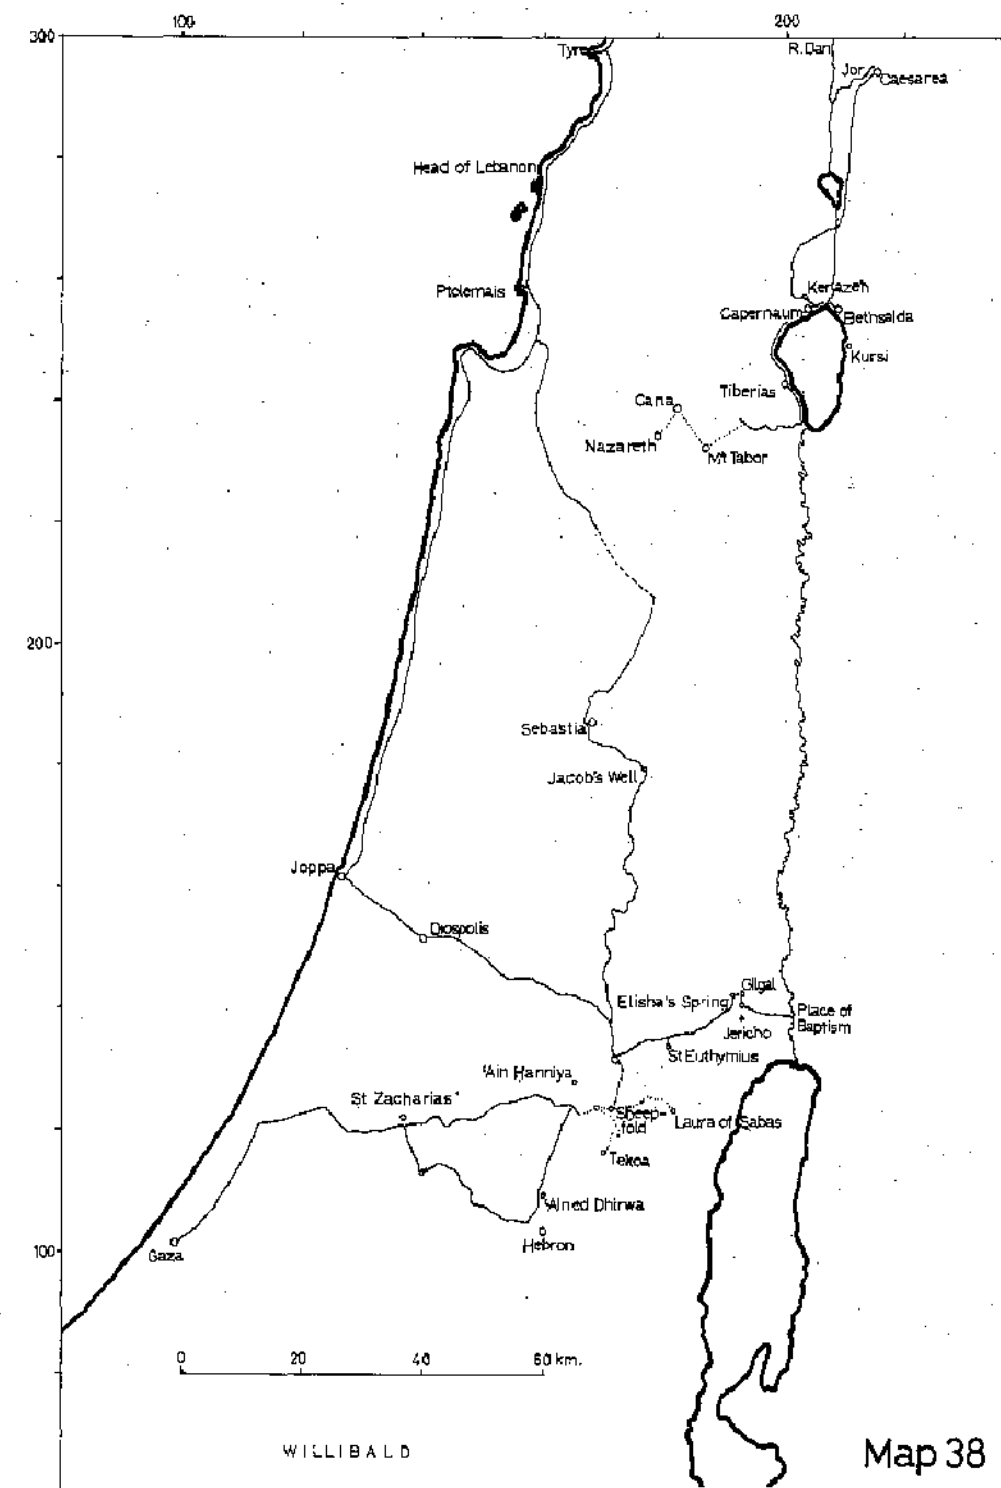 100
200
300
Tyre
R. Dan
Jor
Caesarea
Head of Lebanon
Ptolemais
Kerazeh
Capernaum
Bethsaida
Kursi
Tiberias
Cana
Nazareth
Mt Tabor
200
Sebastia
Jacob's Well
Joppa
Diospolis
Gilgal
Elisha's Spring
Place of
Baptism
Jericho
St Euthymius
'Ain Hanniya
St Zacharias
Sheep-
fold
Laura of Sabas
Tekoa
'Ain ed Dhirwa
Hebron
Gaza
100
0 20 40 60 km.
WILLIBALD
Map 38